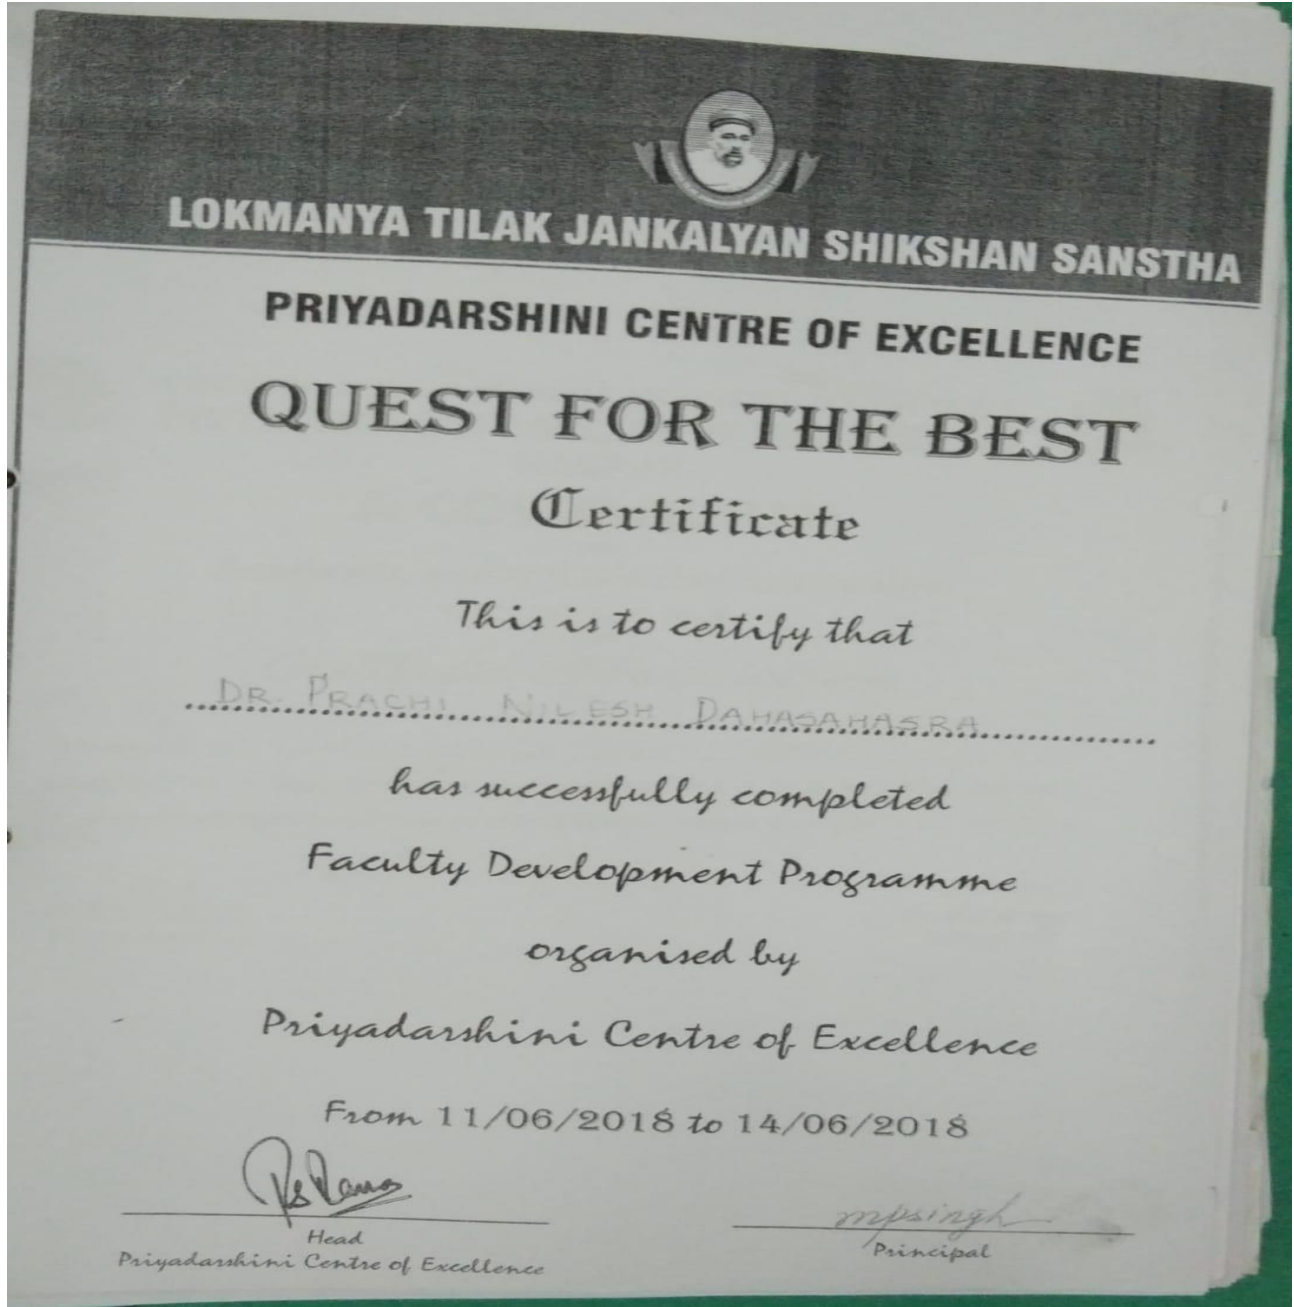 LOKMANYA TILAK JANKALYAN SHIKSHAN SANSTHA
PRIYADARSHINI CENTRE OF EXCELLENCE
QUEST FOR THE BEST
Certificate
This is to certify that
DR. PRACHI NILESH DAHASAHASRA
has successfully completed
Faculty Development Programme
organised by
Priyadarshini Centre of Excellence
From 11/06/2018 to 14/06/2018
mpsingh
Head
Principal
Priyadarshini Centre of Excellence